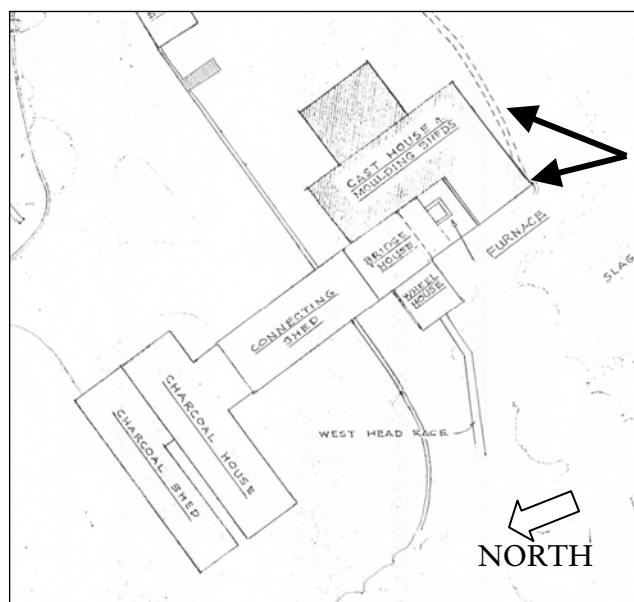 CAST HOUSE &
MOULDING SHEDS
BRIDGE
HOUSE
FURNACE
SLAG
WHEEL
HOUSE
CONNECTING
SHED
CHARCOAL HOUSE
CHARCOAL SHED
WEST HEAD RACE
NORTH